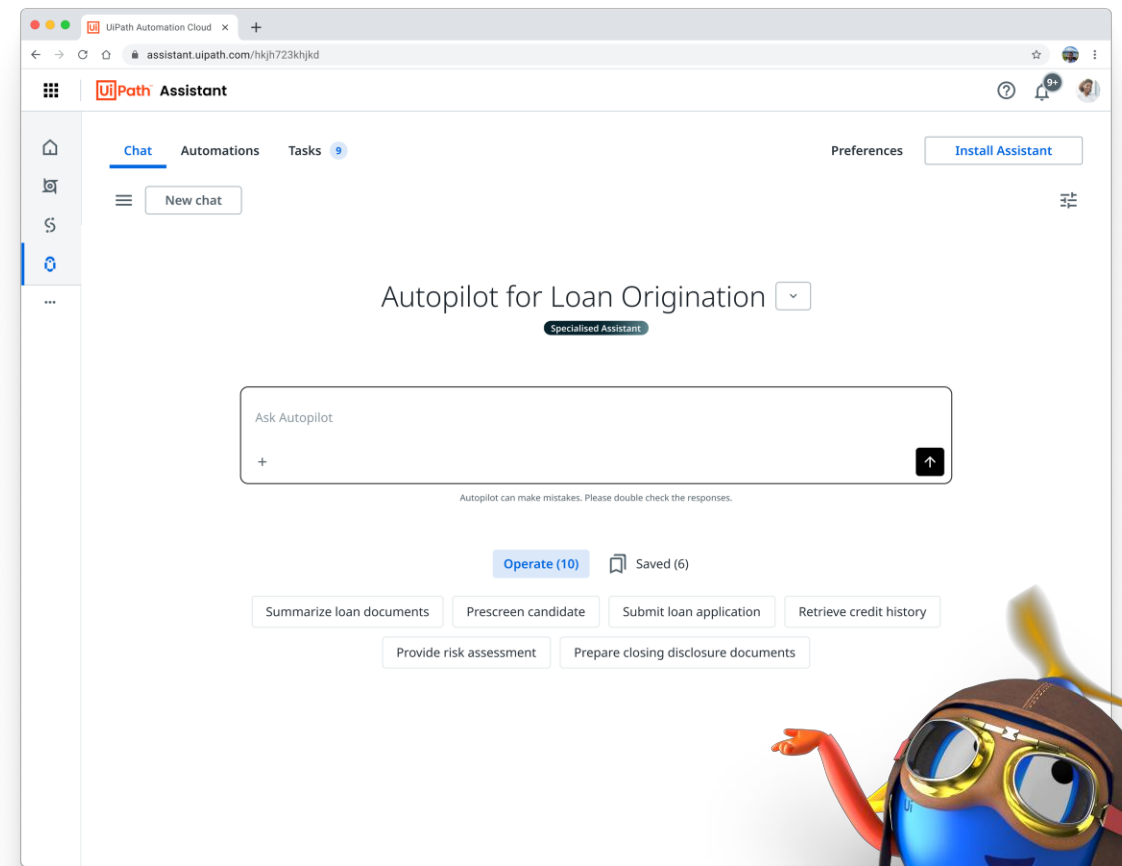 Ui UiPath Automation Cloud
assistant.uipath.com/hkjh723khjkd
UiPath Assistant
9+
Chat Automations Tasks 9 Preferences Install Assistant
New chat
Autopilot for Loan Origination
Specialised Assistant
Ask Autopilot
Autopilot can make mistakes. Please double check the responses.
Operate (10) Saved (6)
Summarize loan documents Prescreen candidate Submit loan application Retrieve credit history
Provide risk assessment Prepare closing disclosure documents
Ui